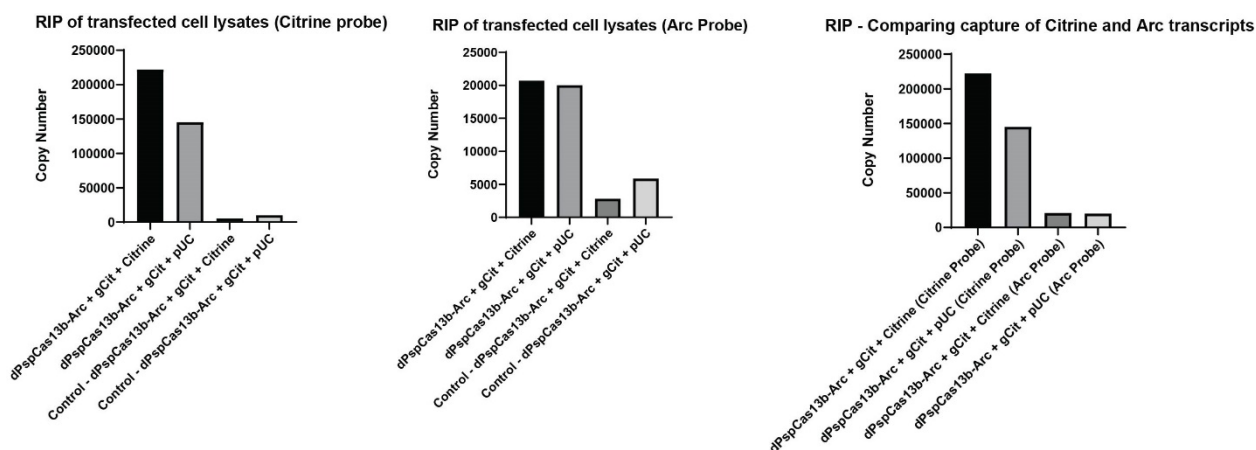 RIP of transfected cell lysates (Citrine probe)
Copy Number
250000
200000
150000
100000
50000
0
dPspCas13b-Arc + gCit + Citrine
dPspCas13b-Arc + gCit + pUC
Control - dPspCas13b-Arc + gCit + Citrine
Control - dPspCas13b-Arc + gCit + pUC
RIP of transfected cell lysates (Arc Probe)
Copy Number
25000
20000
15000
10000
5000
0
dPspCas13b-Arc + gCit + Citrine
dPspCas13b-Arc + gCit + pUC
Control - dPspCas13b-Arc + gCit + Citrine
Control - dPspCas13b-Arc + gCit + pUC
RIP - Comparing capture of Citrine and Arc transcripts
Copy Number
250000
200000
150000
100000
50000
0
dPspCas13b-Arc + gCit + Citrine (Citrine Probe)
dPspCas13b-Arc + gCit + pUC (Citrine Probe)
dPspCas13b-Arc + gCit + Citrine (Arc Probe)
dPspCas13b-Arc + gCit + pUC (Arc Probe)